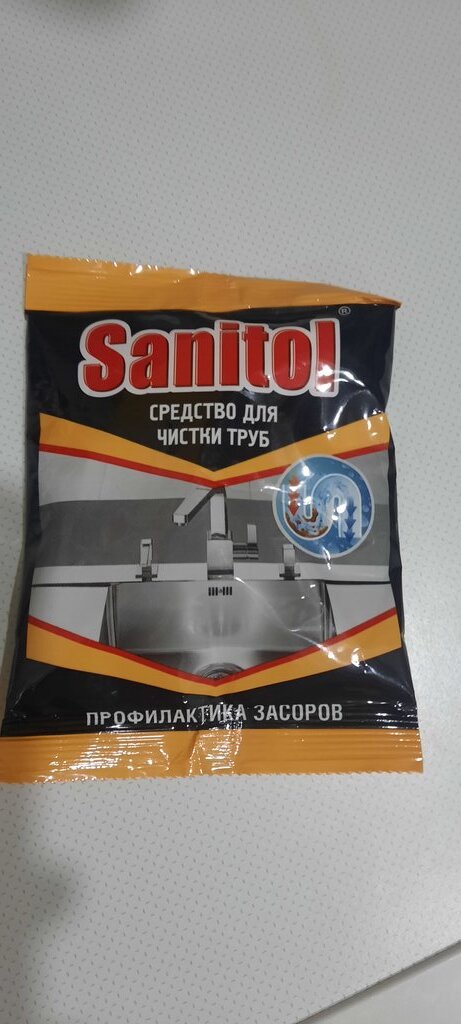 Sanitol®
СРЕДСТВО ДЛЯ
ЧИСТКИ ТРУБ
ПРОФИЛАКТИКА ЗАСОРОВ